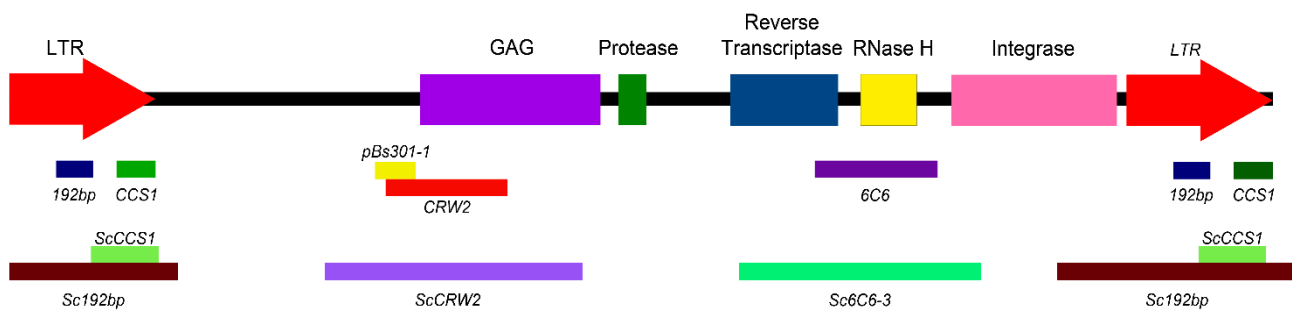 LTR
GAG
Protease
Reverse
Transcriptase
RNase H
Integrase
LTR
pBs301-1
192bp
CCS1
CRW2
6C6
192bp
CCS1
ScCCS1
ScCCS1
Sc192bp
ScCRW2
Sc6C6-3
Sc192bp